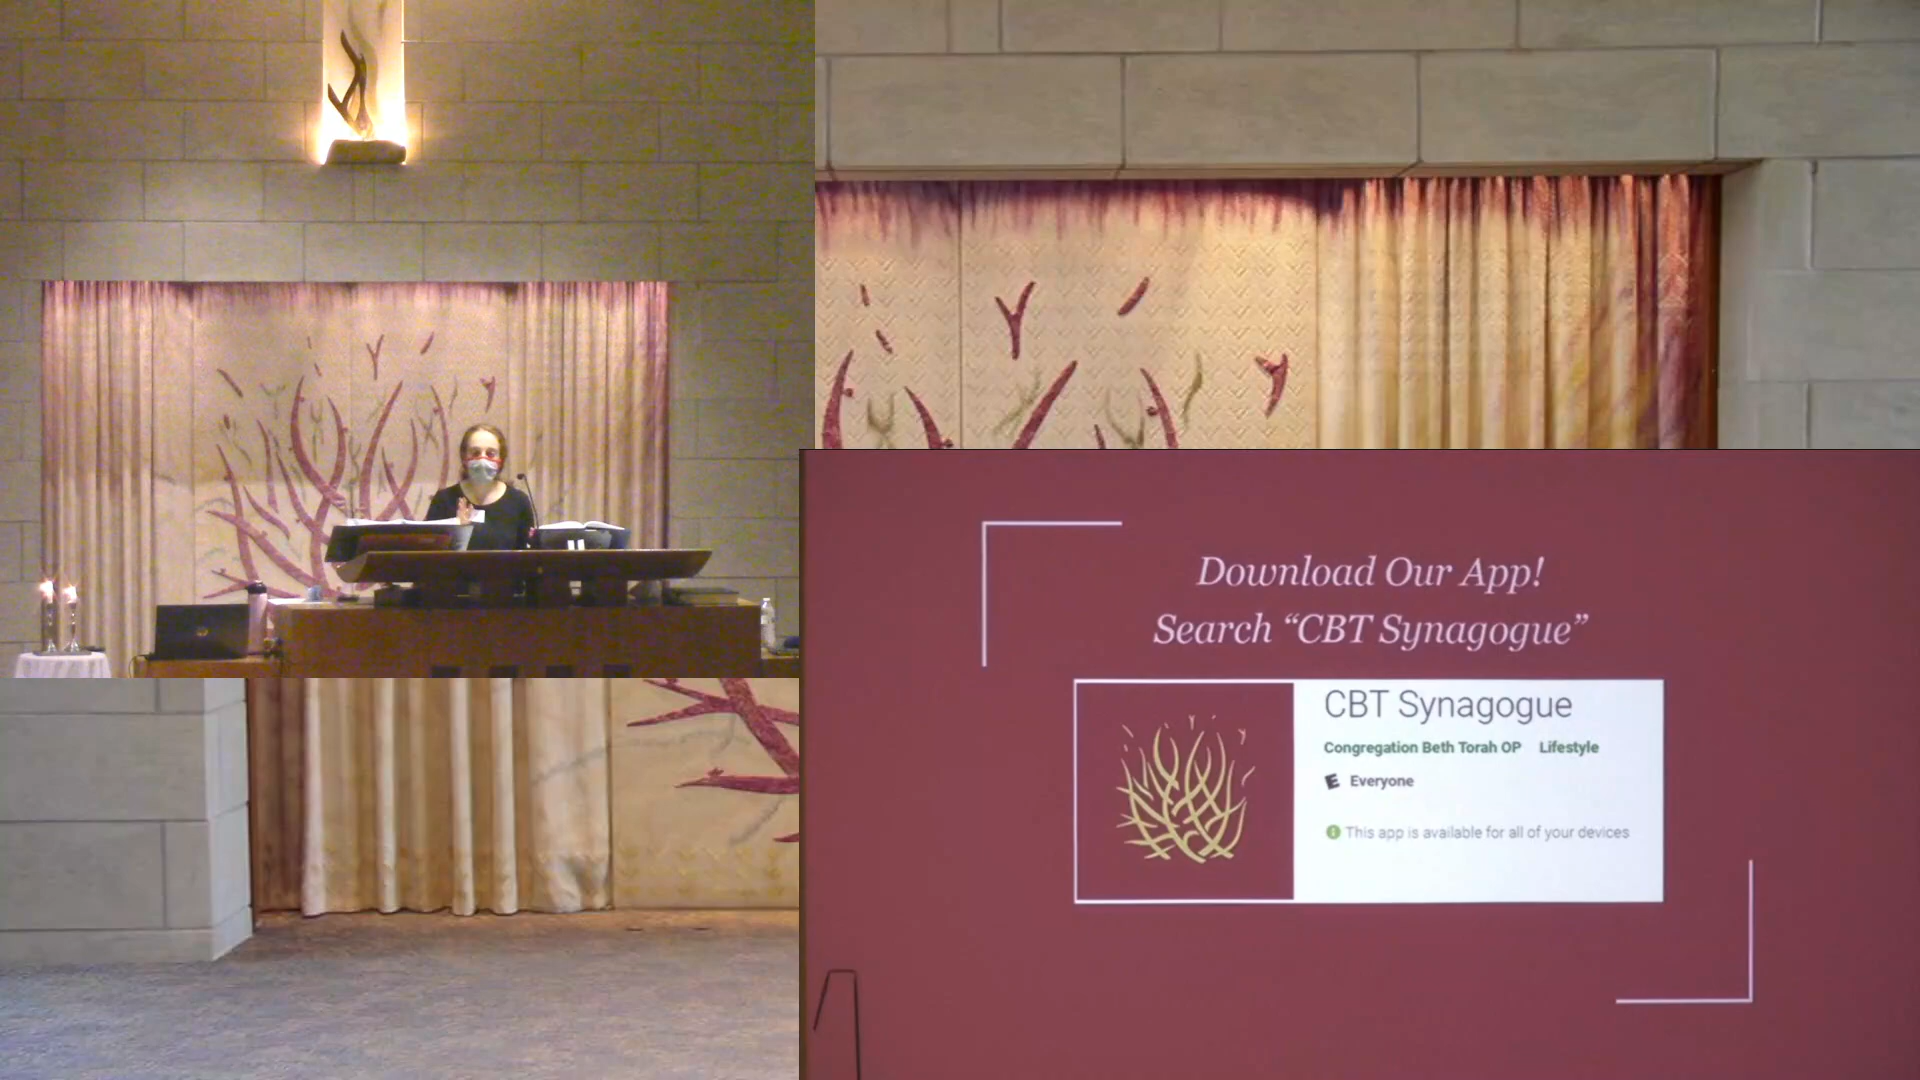 Download Our App!
Search “CBT Synagogue”
CBT Synagogue
Congregation Beth Torah OP Lifestyle
E Everyone
This app is available for all of your devices